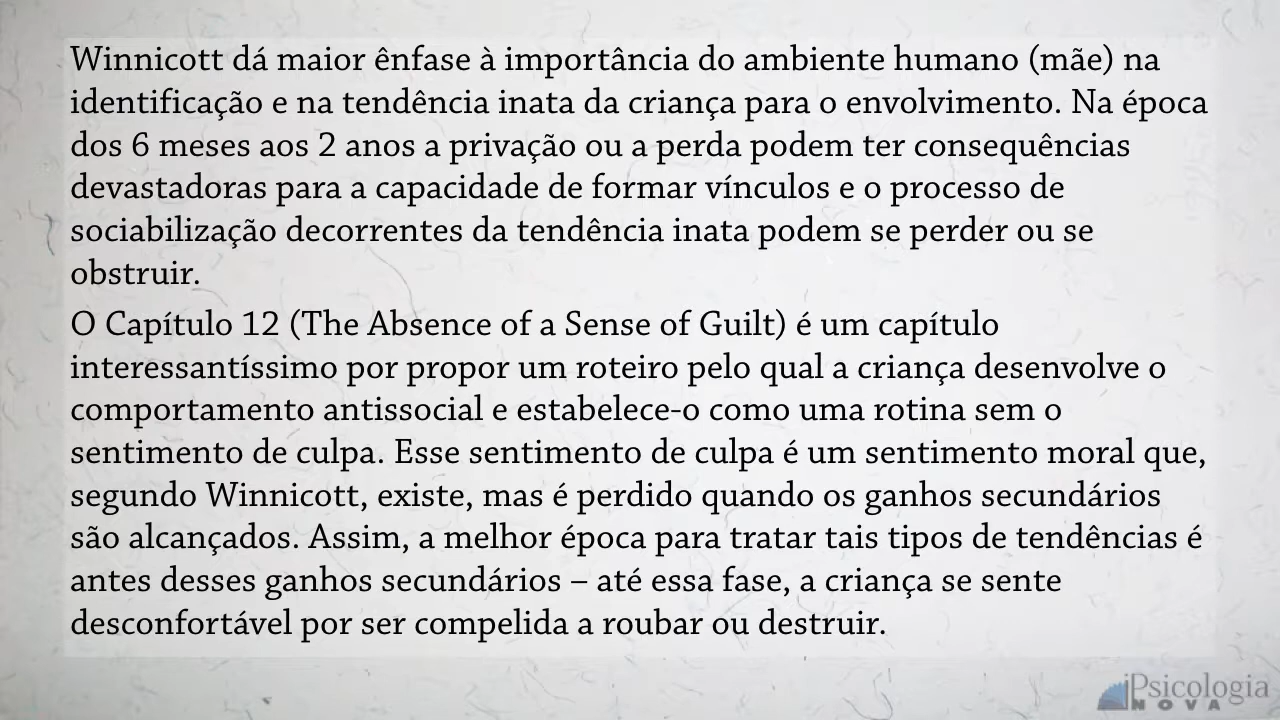 Winnicott dá maior ênfase à importância do ambiente humano (mãe) na
identificação e na tendência inata da criança para o envolvimento. Na época
dos 6 meses aos 2 anos a privação ou a perda podem ter consequências
devastadoras para a capacidade de formar vínculos e o processo de
sociabilização decorrentes da tendência inata podem se perder ou se
obstruir.
O Capítulo 12 (The Absence of a Sense of Guilt) é um capítulo
interessantíssimo por propor um roteiro pelo qual a criança desenvolve o
comportamento antissocial e estabelece-o como uma rotina sem o
sentimento de culpa. Esse sentimento de culpa é um sentimento moral que,
segundo Winnicott, existe, mas é perdido quando os ganhos secundários
são alcançados. Assim, a melhor época para tratar tais tipos de tendências é
antes desses ganhos secundários – até essa fase, a criança se sente
desconfortável por ser compelida a roubar ou destruir.
Psicologia
NOVA